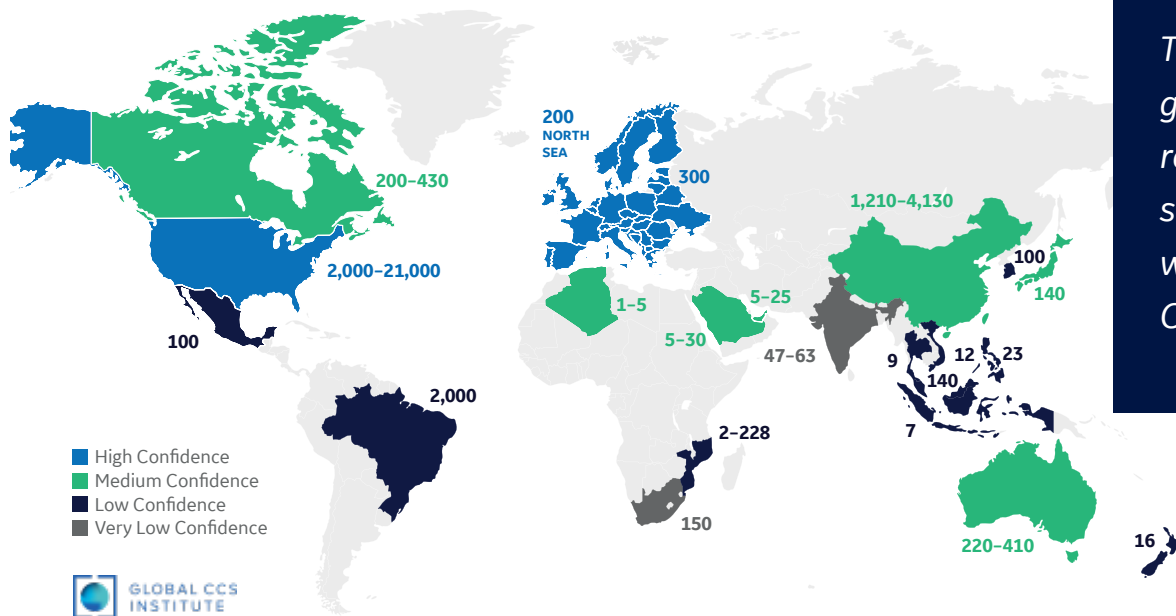 200
NORTH
SEA
300
200–430
1,210–4,130
2,000–21,000
100
140
1–5
5–25
5–30
100
47–63
9
12
23
140
7
2,000
2–228
150
220–410
16
High Confidence
Medium Confidence
Low Confidence
Very Low Confidence
GLOBAL CCS
INSTITUTE